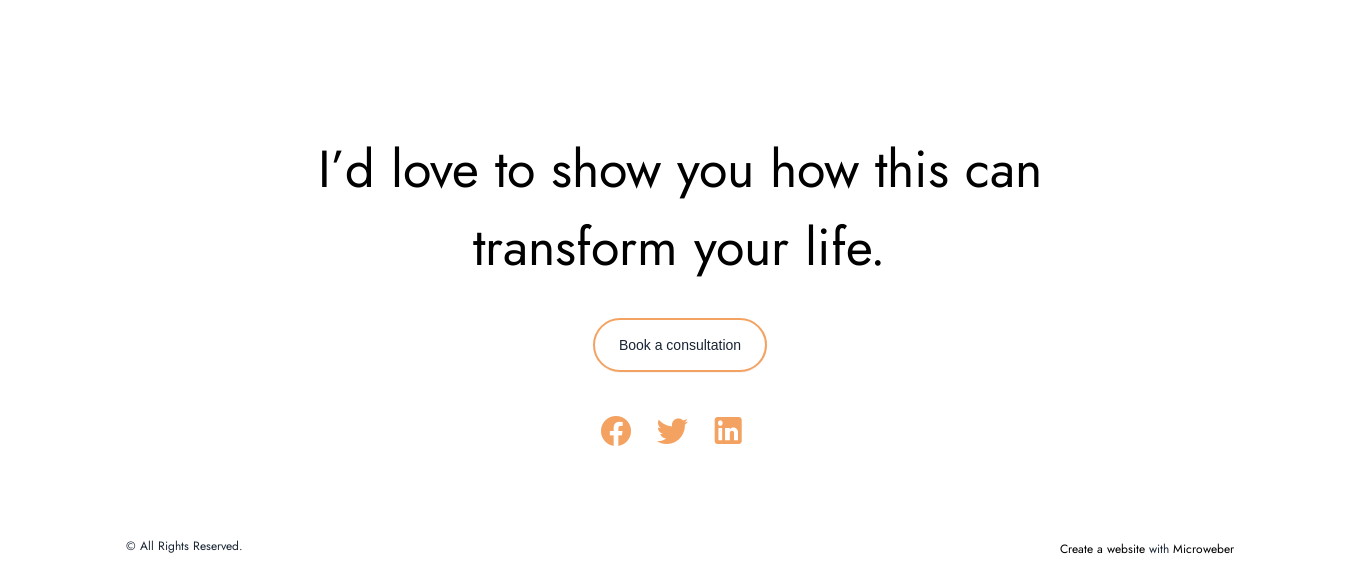 I’d love to show you how this can
transform your life.
Book a consultation
© All Rights Reserved.
Create a website with Microweber